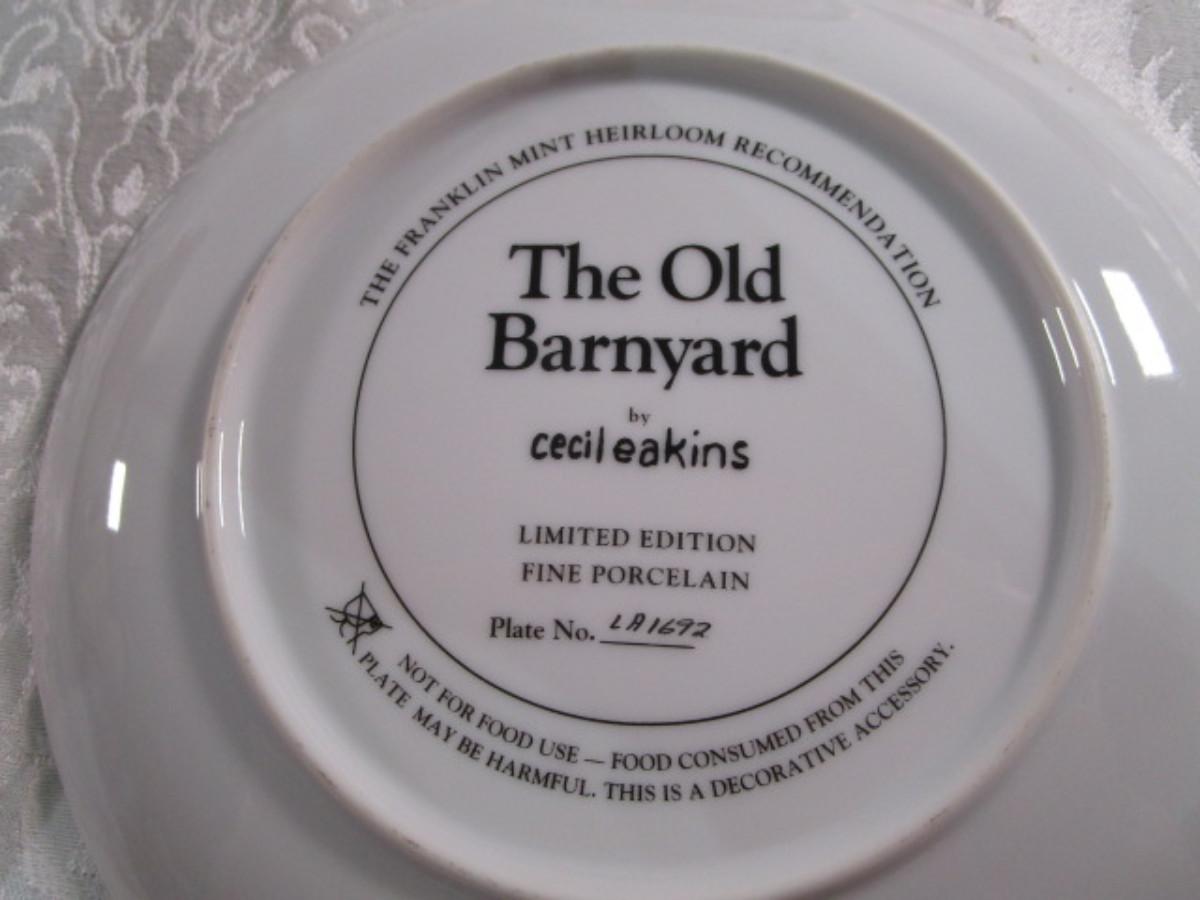 THE FRANKLIN MINT HEIRLOOM RECOMMENDATION
The Old
Barnyard
by
cecil eakins
LIMITED EDITION
FINE PORCELAIN
Plate No. LA1692
NOT FOR FOOD USE — FOOD CONSUMED FROM THIS
PLATE MAY BE HARMFUL. THIS IS A DECORATIVE ACCESSORY.